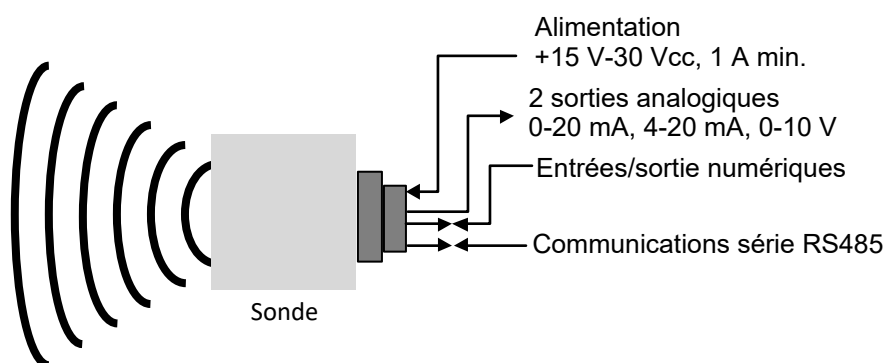 Alimentation
+15 V-30 Vcc, 1 A min.
2 sorties analogiques
0-20 mA, 4-20 mA, 0-10 V
Entrées/sortie numériques
Communications série RS485
Sonde